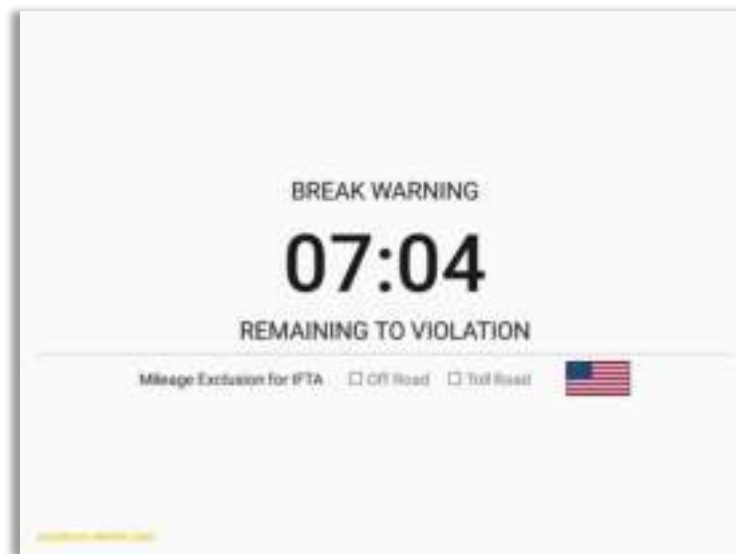 BREAK WARNING
07:04
REMAINING TO VIOLATION
Mileage Exclusion for IFTA ☐ Off Road ☐ Toll Road